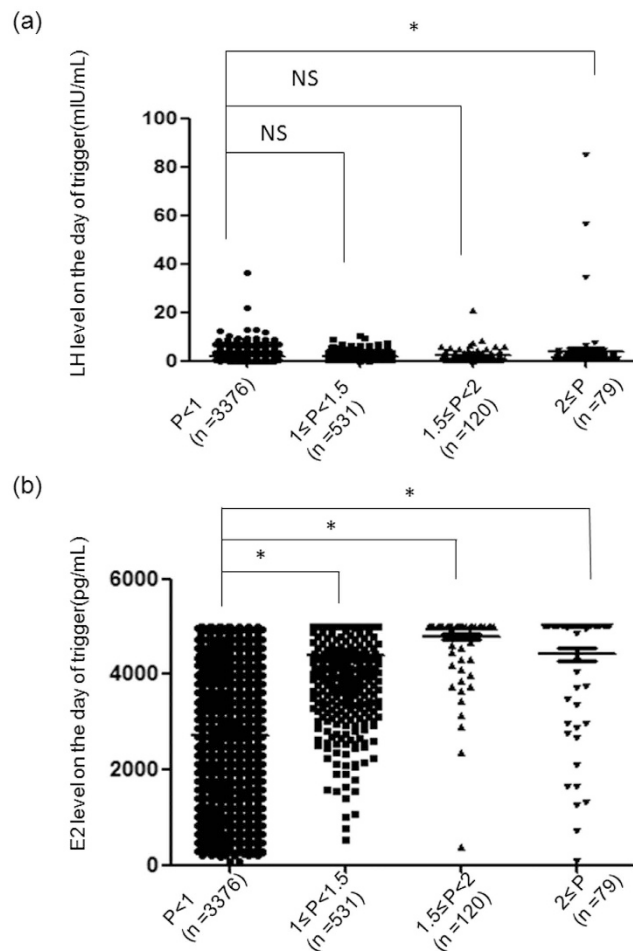 (a)
*
NS
NS
LH level on the day of trigger(mIU/mL)
100
80
60
40
20
0
P<1
(n =3376)
1≤ P<1.5
(n =531)
1.5≤ P<2
(n =120)
2≤ P
(n =79)
(b)
*
*
*
E2 level on the day of trigger(pg/mL)
6000
4000
2000
0
P<1
(n =3376)
1≤ P<1.5
(n =531)
1.5≤ P<2
(n =120)
2≤ P
(n =79)